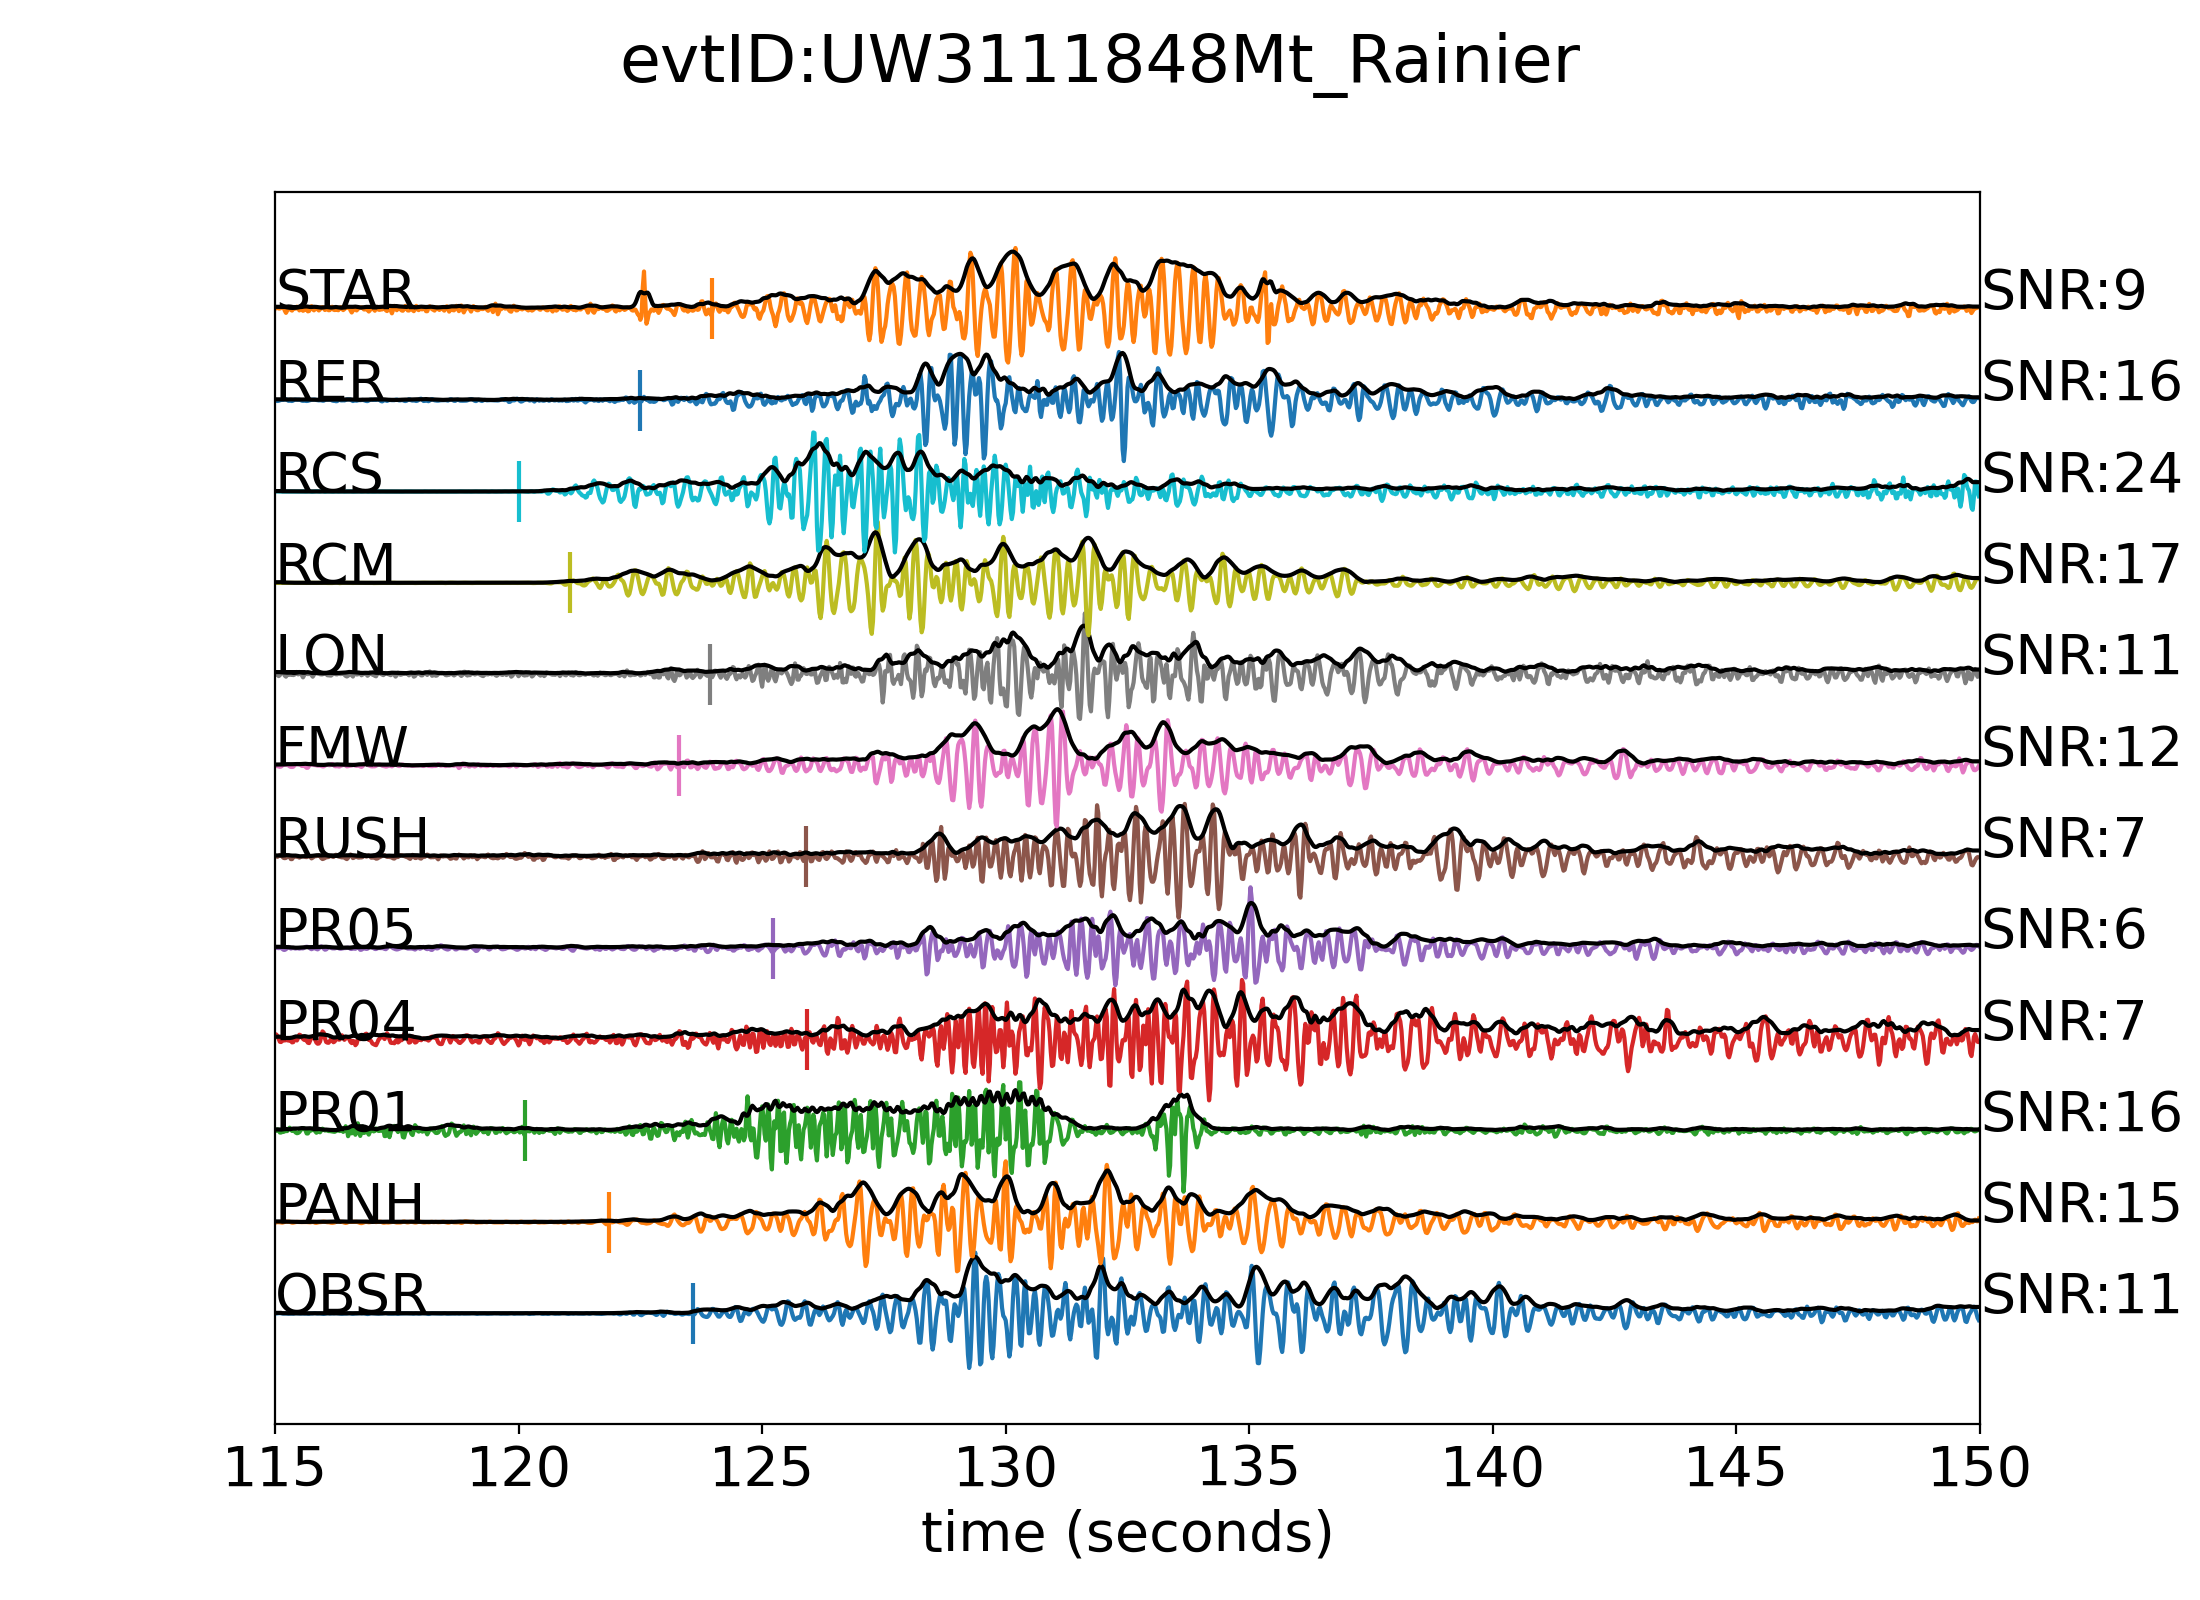 evtID:UW3111848Mt_Rainier
STAR SNR:9
RER SNR:16
RCS SNR:24
RCM SNR:17
LON SNR:11
FMW SNR:12
RUSH SNR:7
PR05 SNR:6
PR04 SNR:7
PR01 SNR:16
PANH SNR:15
OBSR SNR:11
115 120 125 130 135 140 145 150
time (seconds)